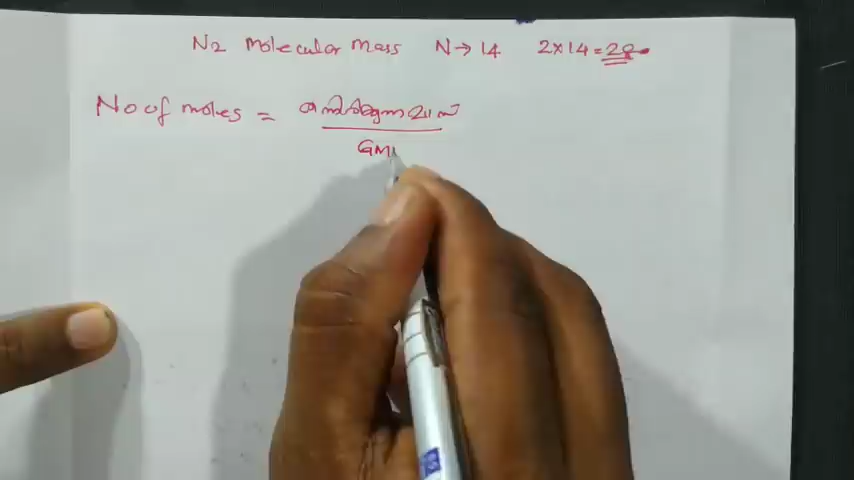 N2 molecular mass N → 14 2×14 = 28
No of moles =
GM